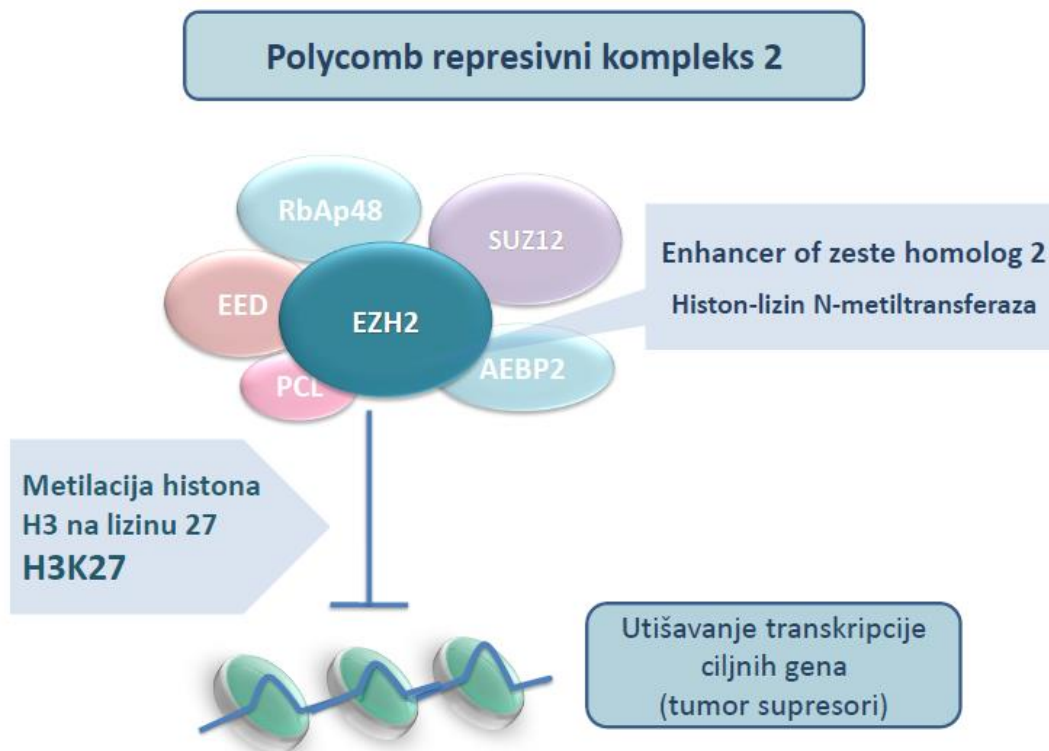 Polycomb represivni kompleks 2
RbAp48
SUZ12
EED
EZH2
PCL
AEBP2
Enhancer of zeste homolog 2
Histon-lizin N-metiltransferaza
Metilacija histona
H3 na lizinu 27
H3K27
Utišavanje transkripcije
ciljnih gena
(tumor supresori)